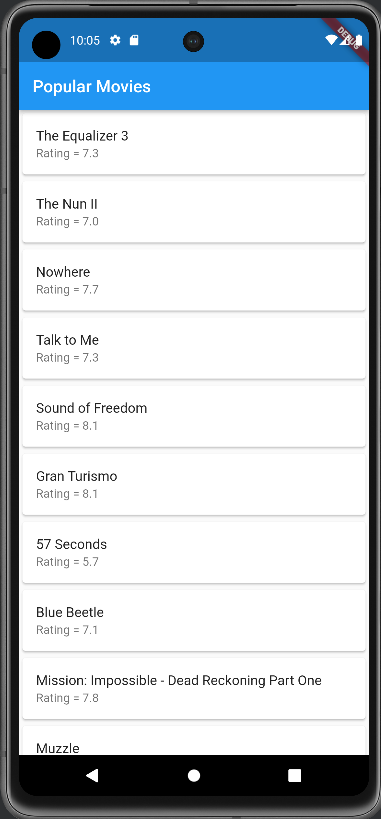 10:05
DEBUG
Popular Movies
The Equalizer 3
Rating = 7.3
The Nun II
Rating = 7.0
Nowhere
Rating = 7.7
Talk to Me
Rating = 7.3
Sound of Freedom
Rating = 8.1
Gran Turismo
Rating = 8.1
57 Seconds
Rating = 5.7
Blue Beetle
Rating = 7.1
Mission: Impossible - Dead Reckoning Part One
Rating = 7.8
Muzzle